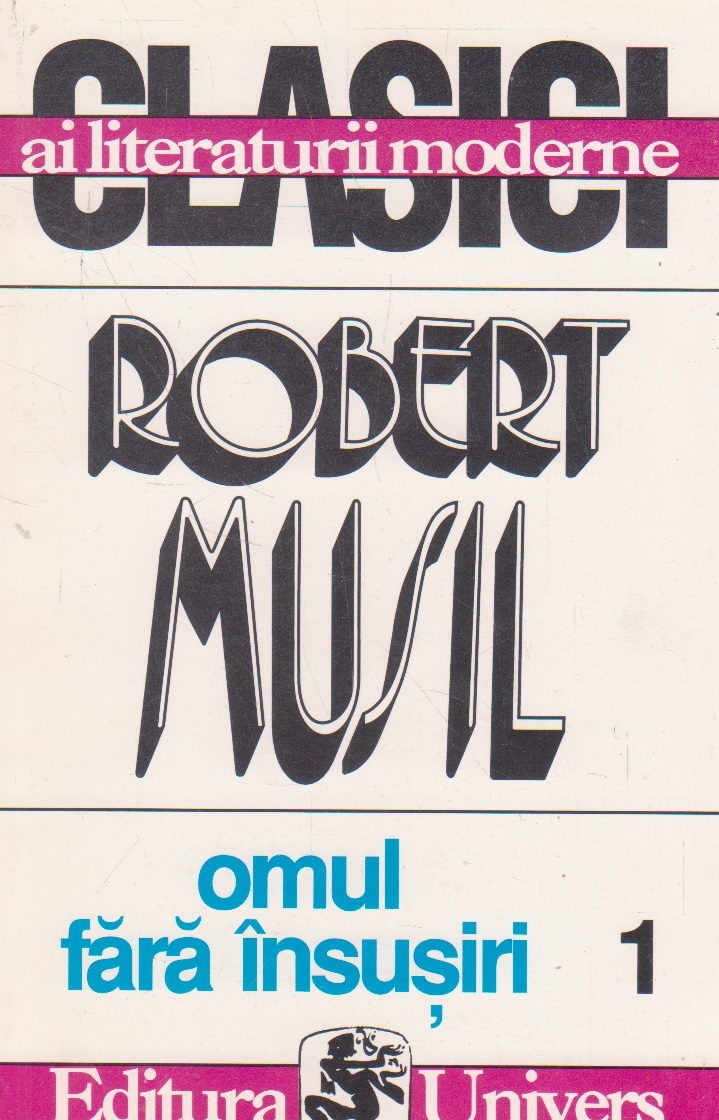 CLASICI
ai literaturii moderne
ROBERT
MUSIL
omul
fără însușiri 1
Editura Univers